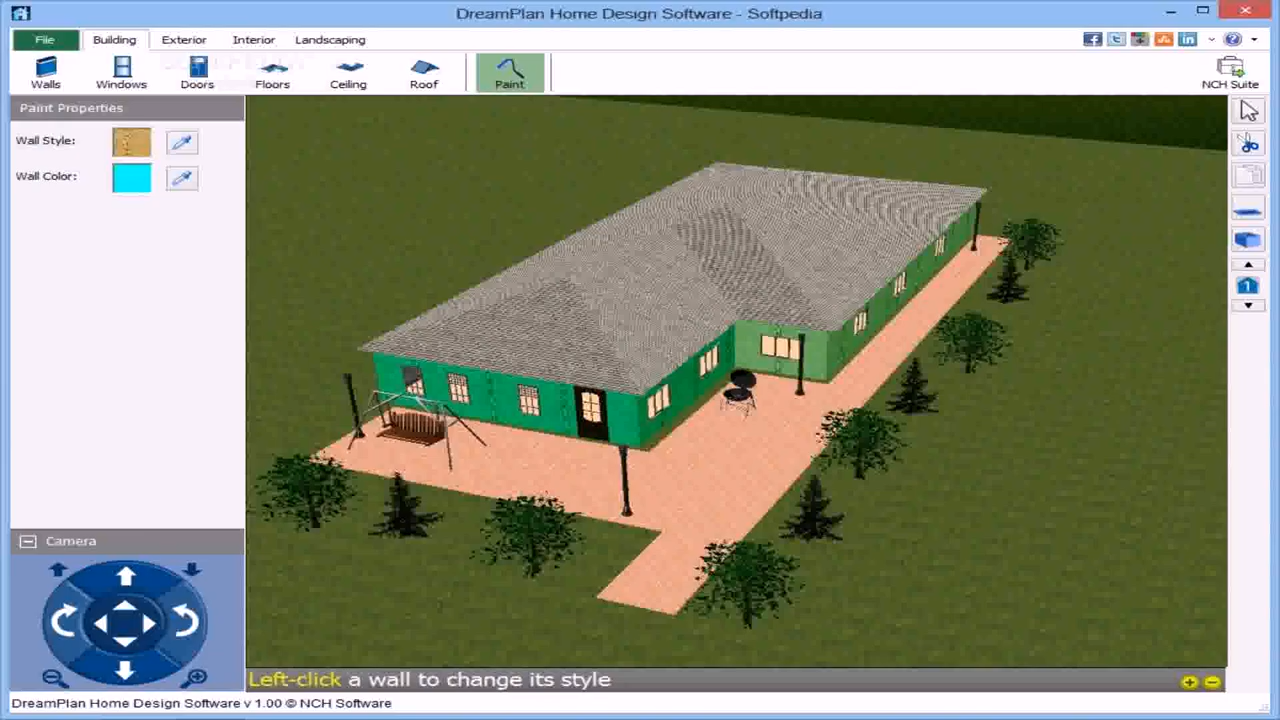 DreamPlan Home Design Software - Softpedia
File Building Exterior Interior Landscaping
Walls Windows Doors Floors Ceiling Roof Paint NCH Suite
Paint Properties
Wall Style:
Wall Color:
1
Camera
Left-click a wall to change its style
DreamPlan Home Design Software v 1.00 © NCH Software